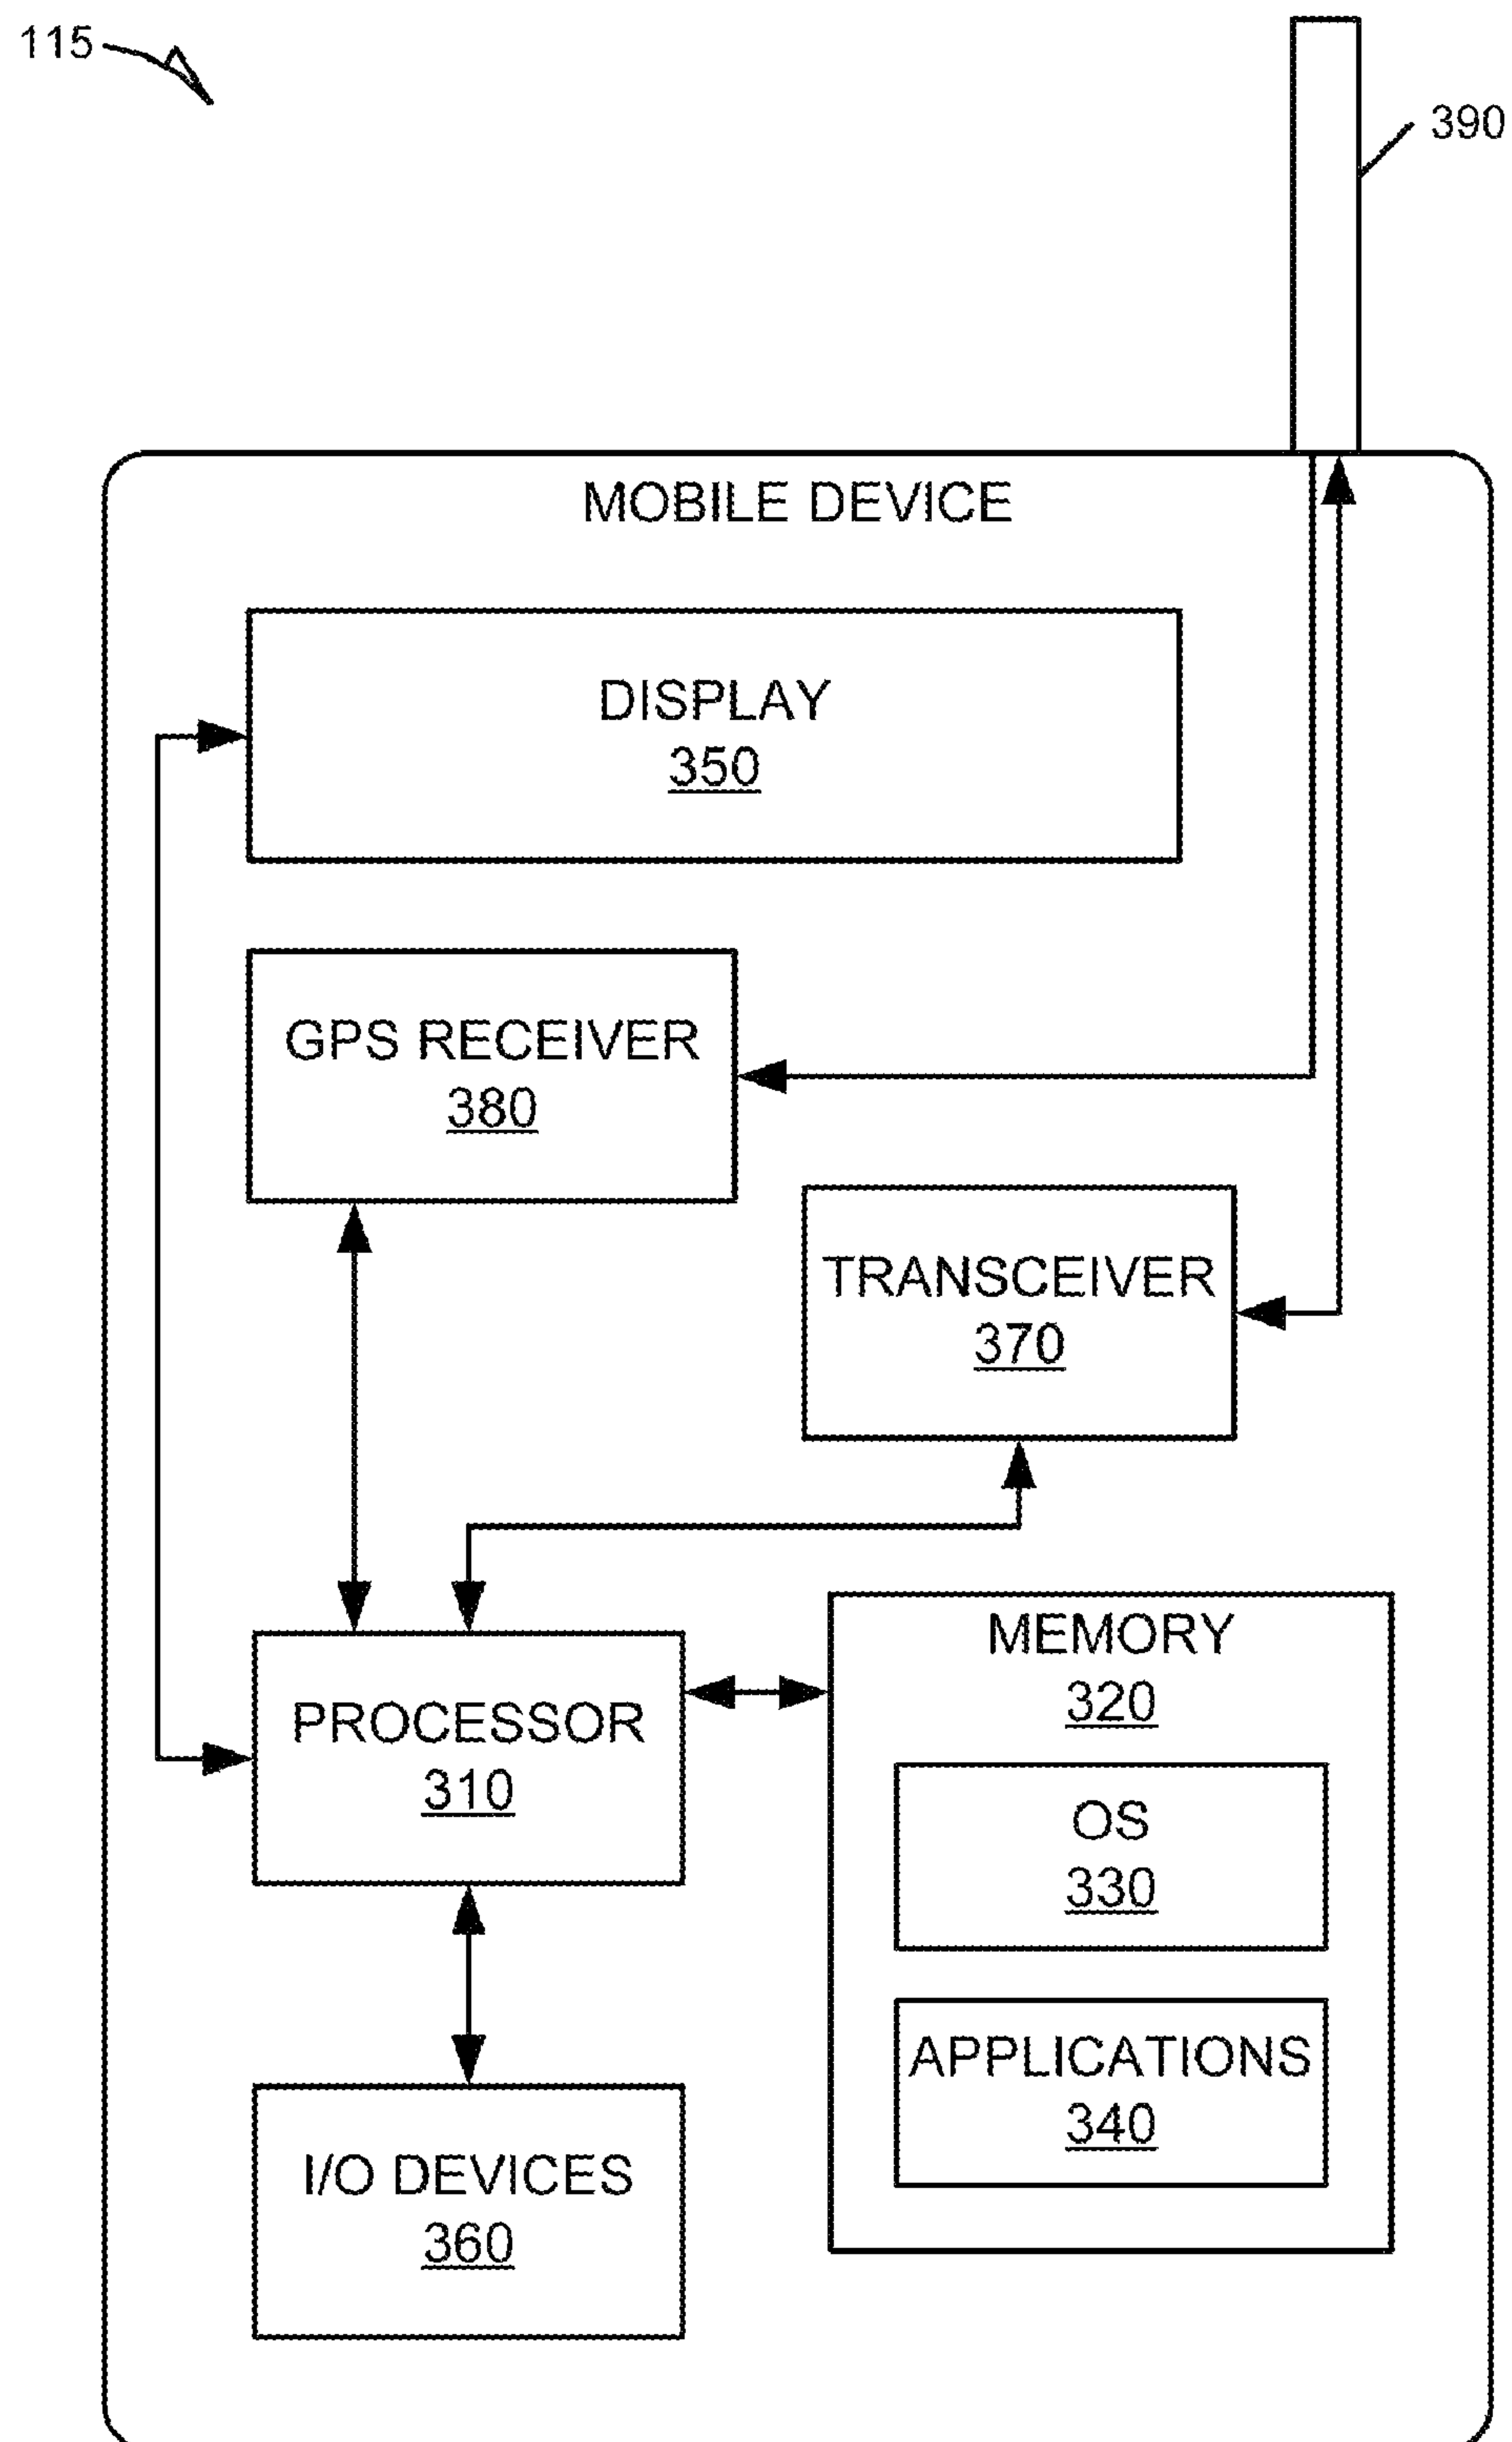 115
390
MOBILE DEVICE
DISPLAY
350
GPS RECEIVER
380
TRANSCEIVER
370
PROCESSOR
310
MEMORY
320
OS
330
APPLICATIONS
340
I/O DEVICES
360